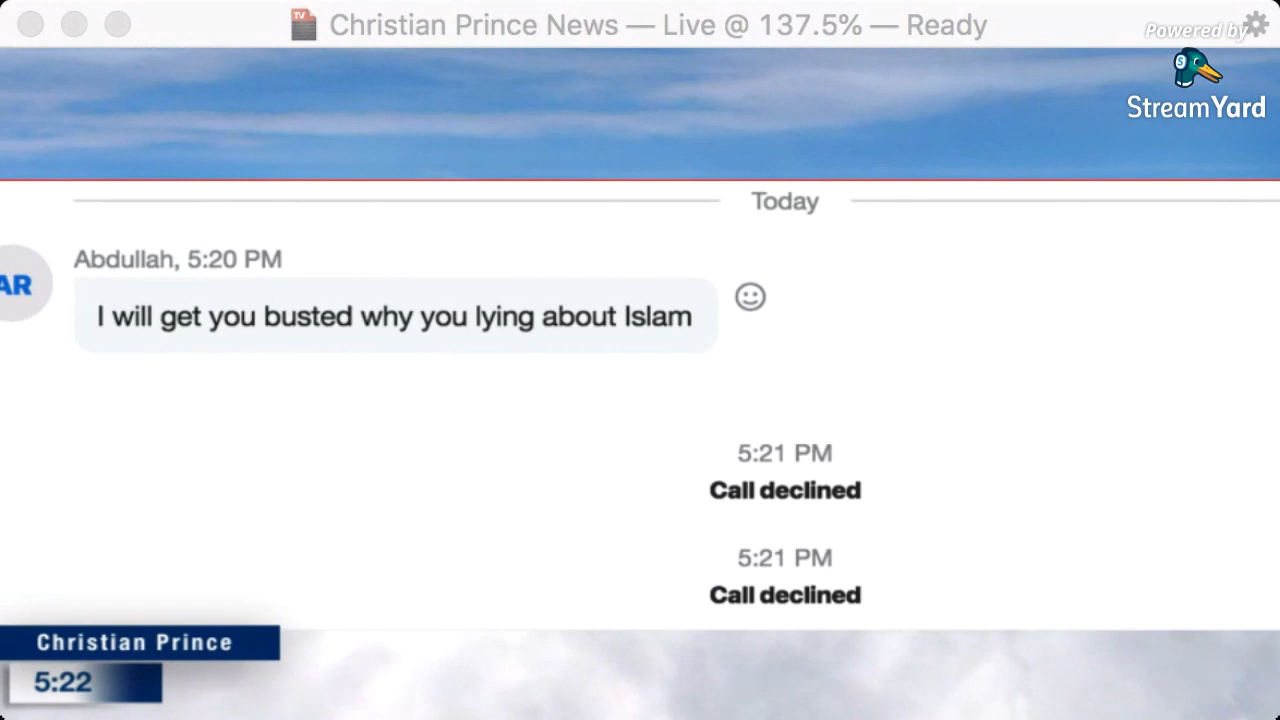 TV
Christian Prince News — Live @ 137.5% — Ready
Powered by
S
StreamYard
Today
Abdullah, 5:20 PM
AR
I will get you busted why you lying about Islam
5:21 PM
Call declined
5:21 PM
Call declined
Christian Prince
5:22